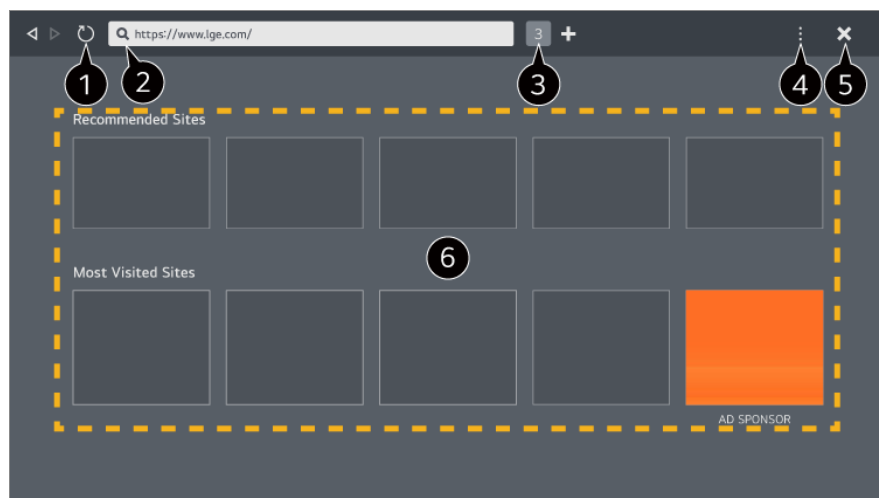 https://www.lge.com/ 3
1 2 3 4 5
Recommended Sites
6
Most Visited Sites
AD SPONSOR